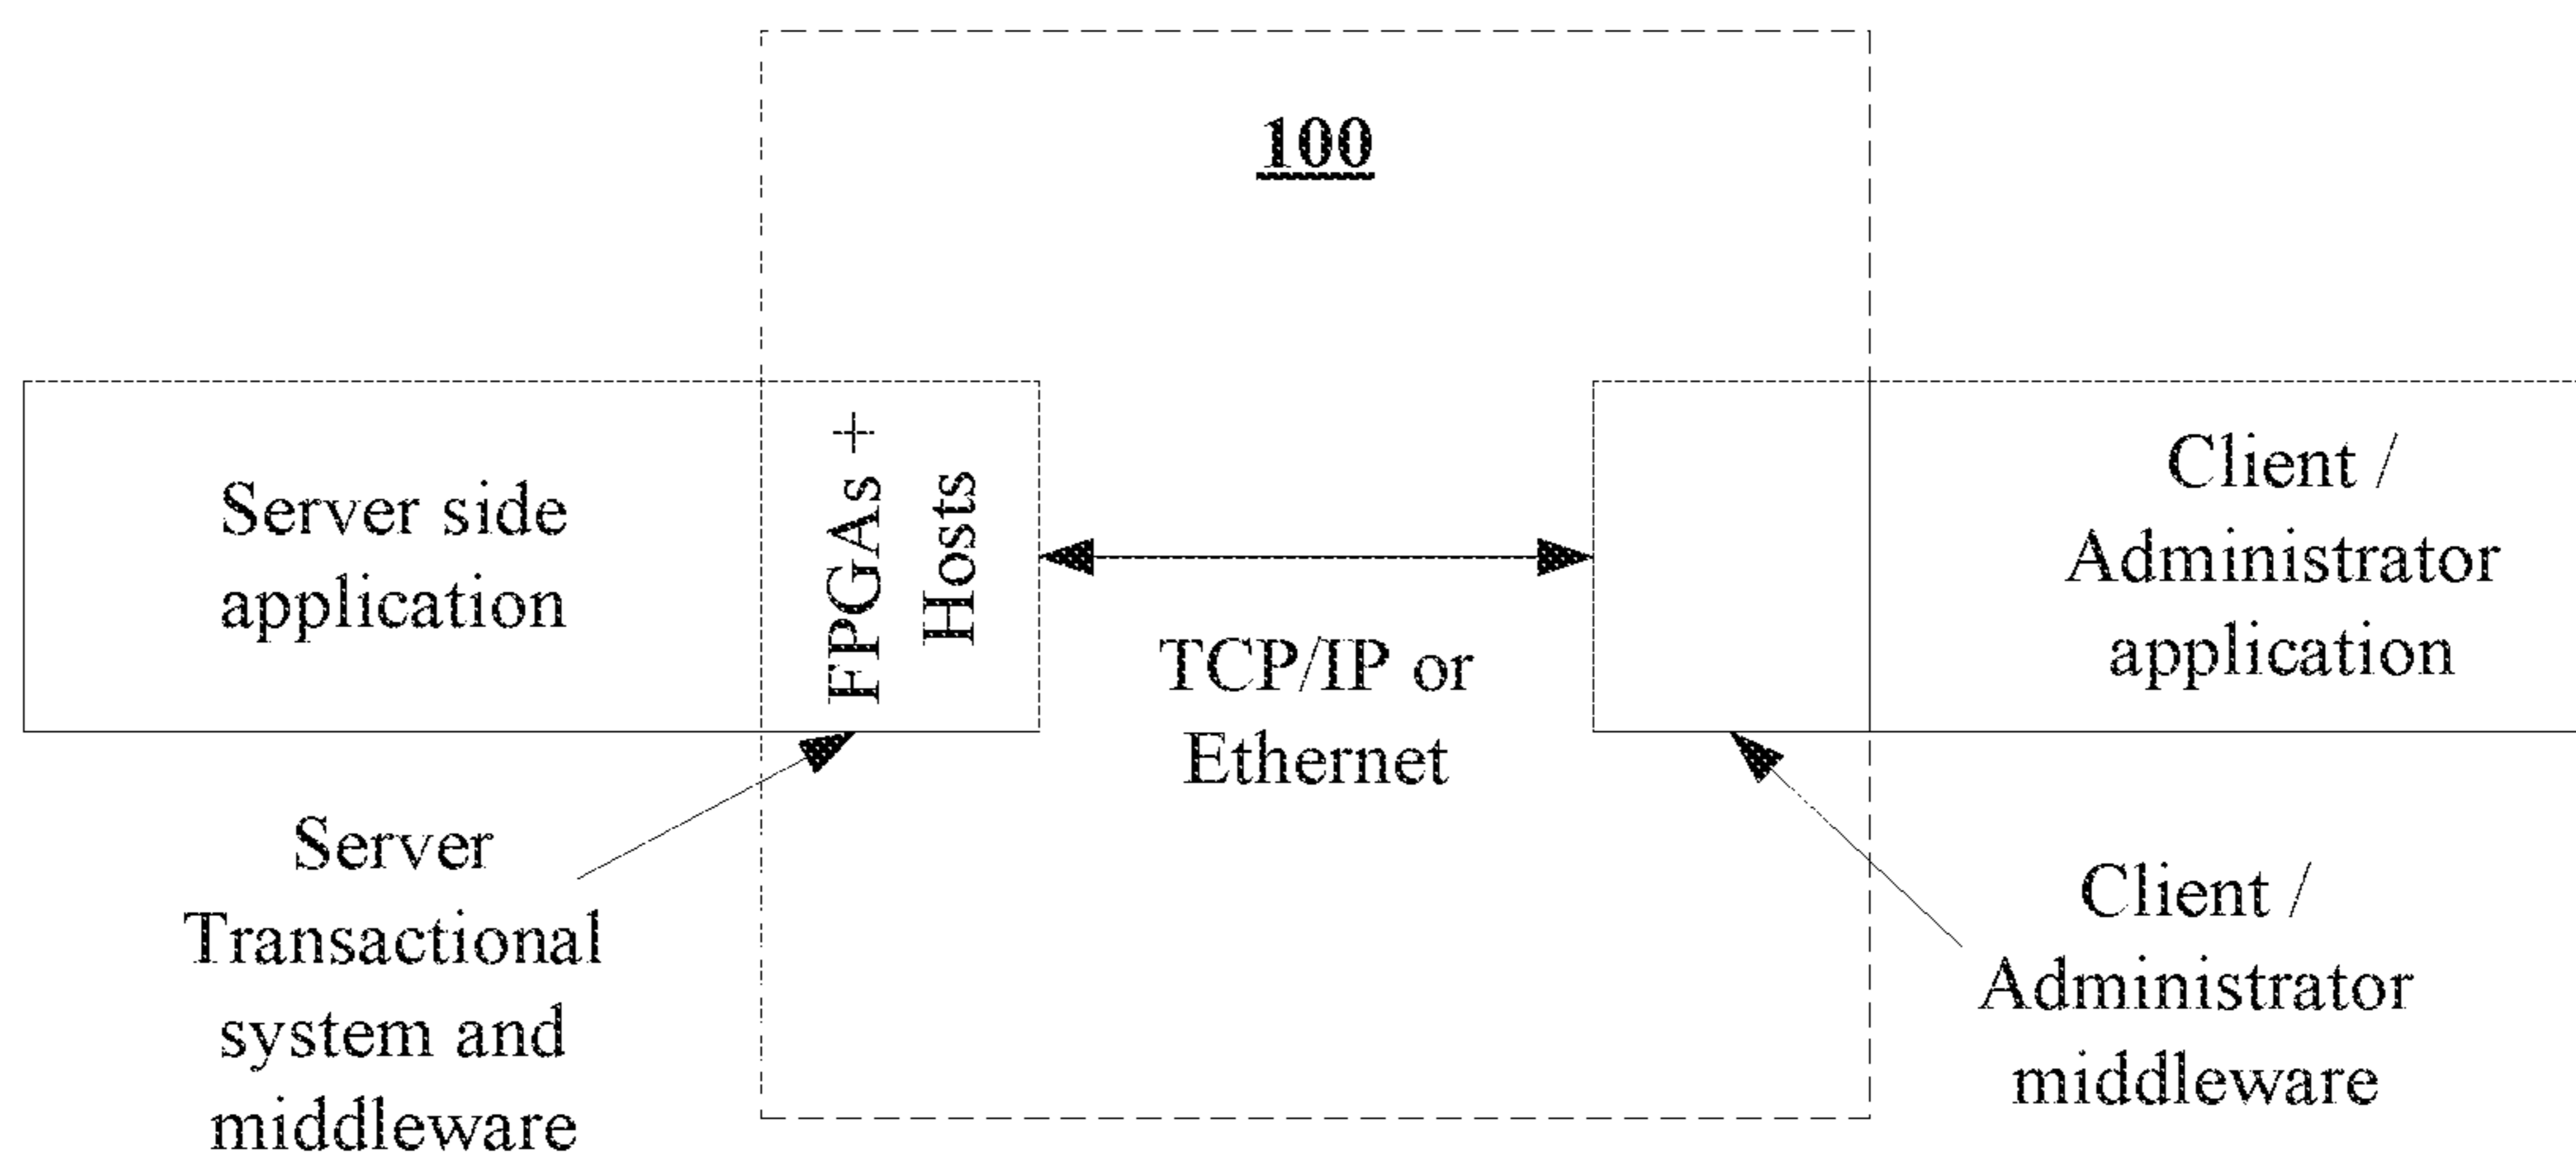 100
Server side
application
FPGAs +
Hosts
TCP/IP or
Ethernet
Client /
Administrator
application
Server
Transactional
system and
middleware
Client /
Administrator
middleware